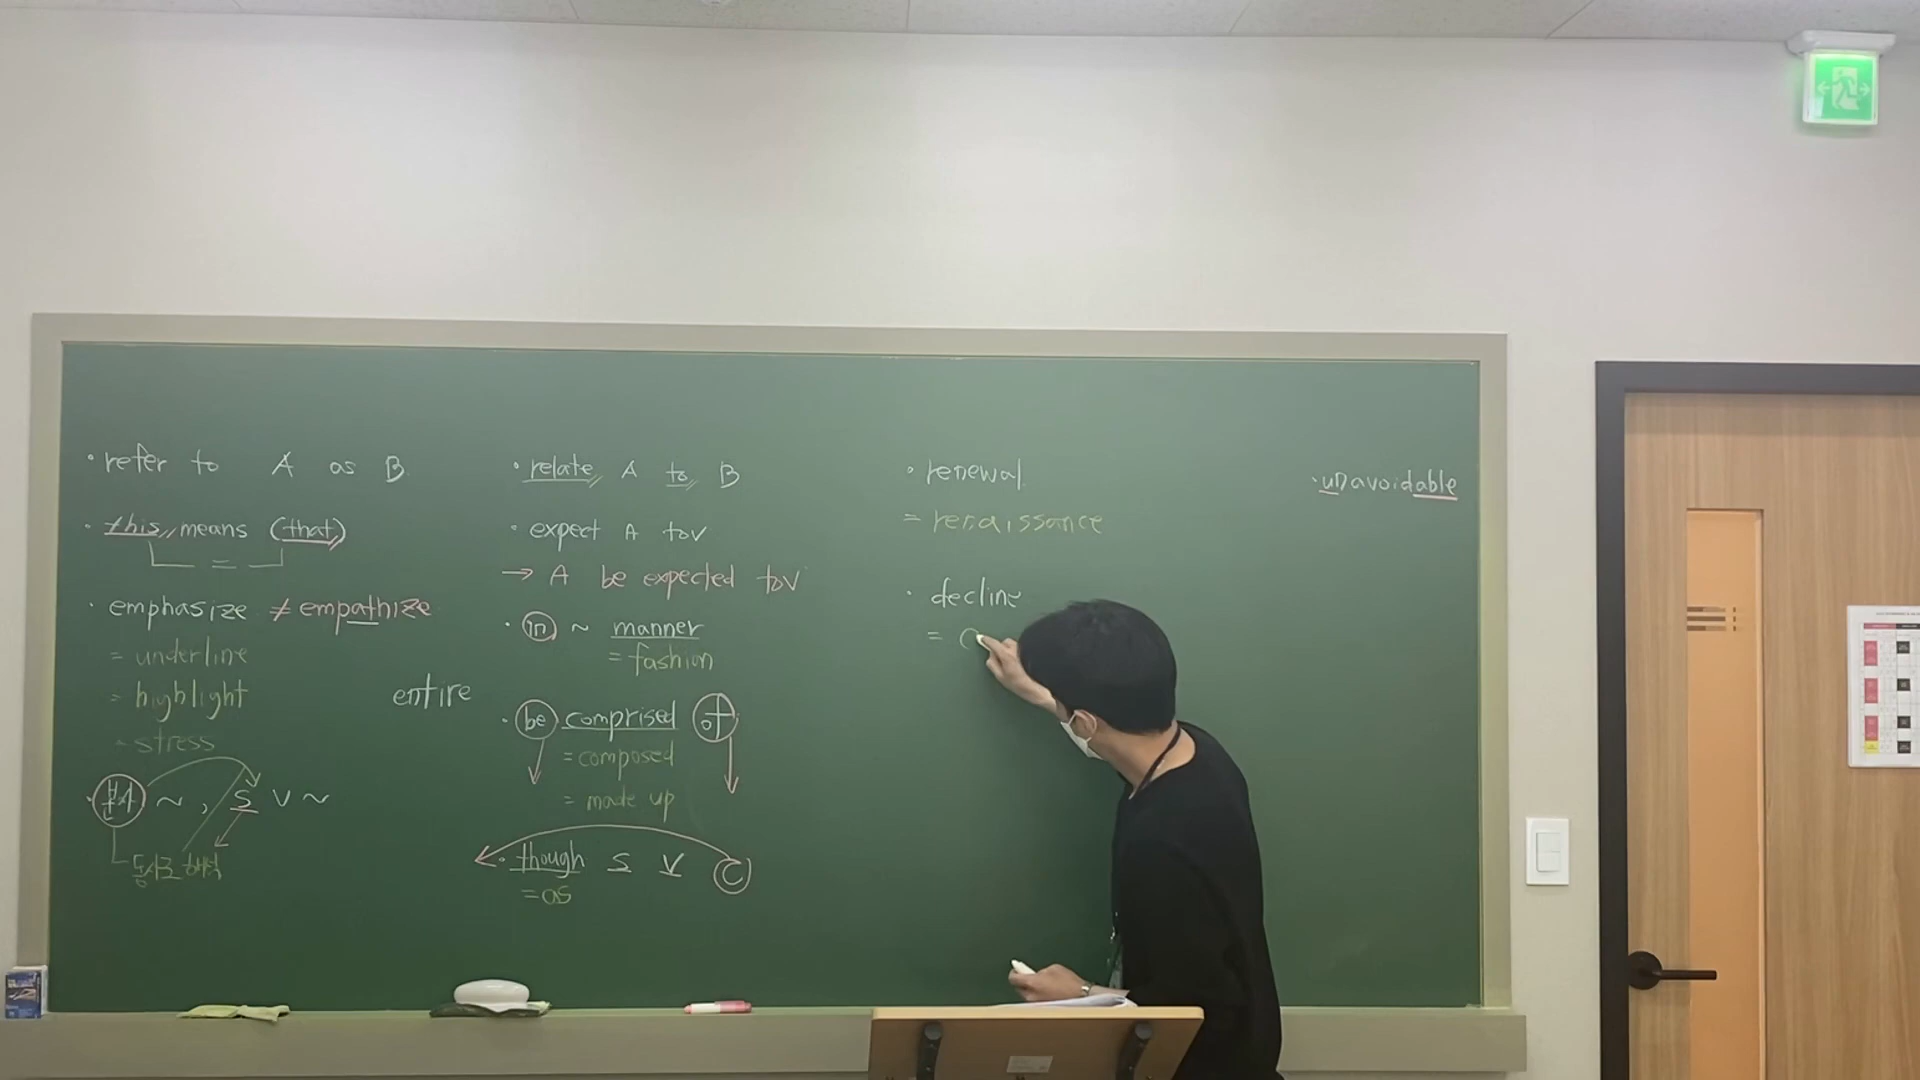 · refer to A as B
· this means (that)
=
· emphasize ≠ empathize
= underline
= highlight
= stress
· 분사 ~ , S V ~
동시로 해석
entire
· relate A to B
· expect A toV
→ A be expected toV
· in ~ manner
= fashion
· be comprised of
= composed
= made up
· though S V C
= as
· renewal
= renaissance
· decline
=
· unavoidable